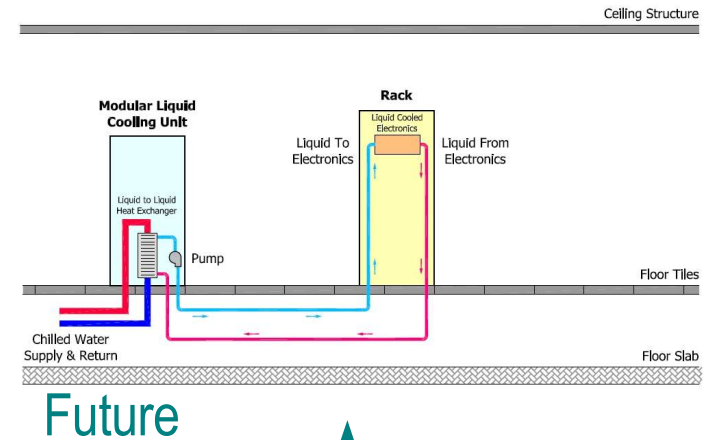 Ceiling Structure
Rack
Modular Liquid
Cooling Unit
Liquid Cooled
Electronics
Liquid To
Electronics
Liquid From
Electronics
Liquid to Liquid
Heat Exchanger
Pump
Floor Tiles
Chilled Water
Supply & Return
Floor Slab
Future